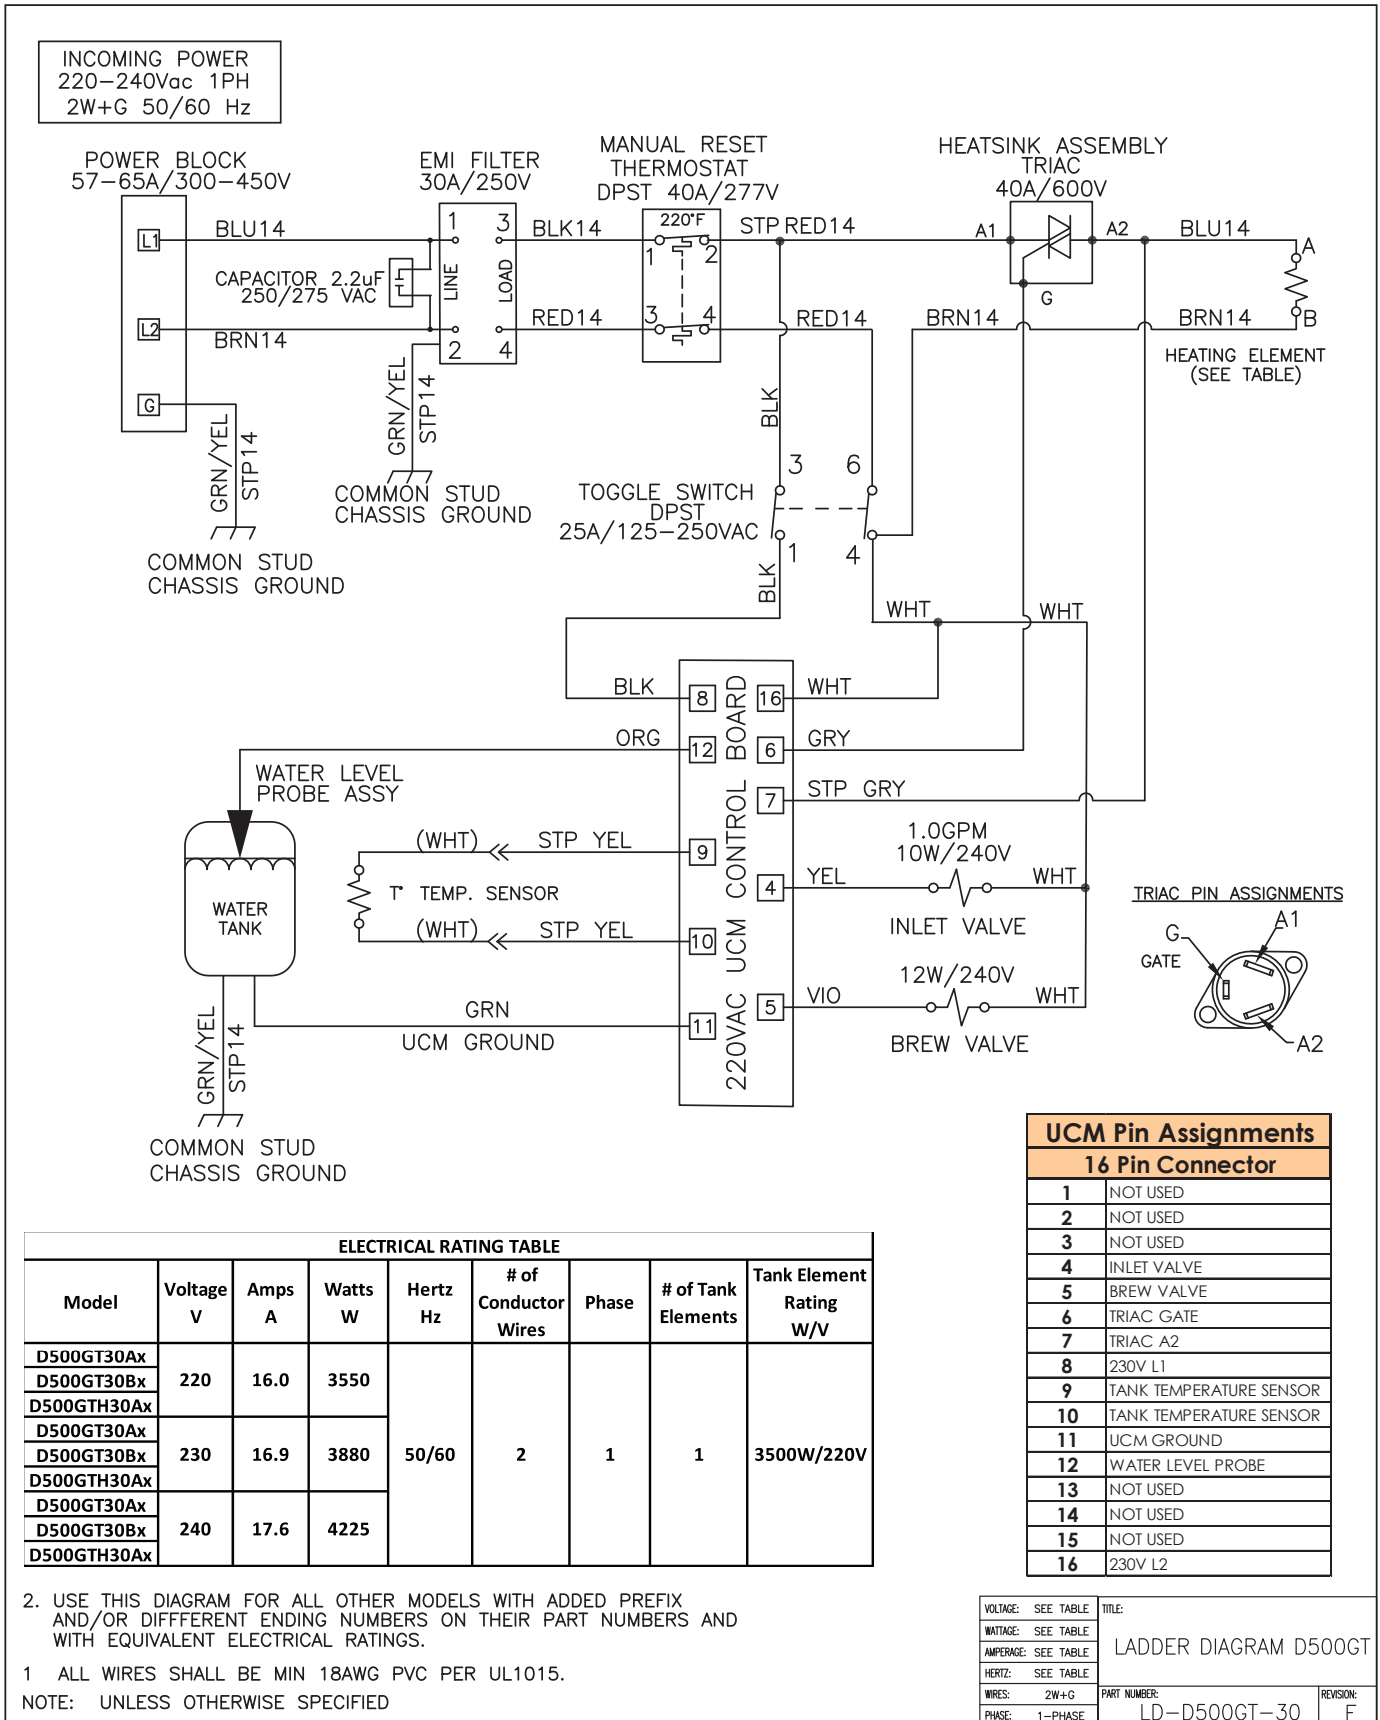 INCOMING POWER
220-240Vac 1PH
2W+G 50/60 Hz
POWER BLOCK
57-65A/300-450V
EMI FILTER
30A/250V
MANUAL RESET
THERMOSTAT
DPST 40A/277V
HEATSINK ASSEMBLY
TRIAC
40A/600V
L1
BLU14
1
3
BLK14
220°F
1
2
STP RED14
A1
A2
BLU14
A
CAPACITOR 2.2uF
250/275 VAC
LINE
LOAD
G
L2
BRN14
2
4
RED14
3
4
RED14
BRN14
BRN14
B
HEATING ELEMENT
(SEE TABLE)
G
GRN/YEL
STP14
GRN/YEL
STP14
BLK
COMMON STUD
CHASSIS GROUND
COMMON STUD
CHASSIS GROUND
3
6
TOGGLE SWITCH
DPST
25A/125-250VAC
1
4
BLK
WHT
WHT
220VAC UCM CONTROL BOARD
BLK
8
16
WHT
ORG
12
6
GRY
WATER LEVEL
PROBE ASSY
7
STP GRY
(WHT)
STP YEL
9
1.0GPM
10W/240V
4
YEL
WHT
INLET VALVE
T° TEMP. SENSOR
WATER
TANK
(WHT)
STP YEL
10
12W/240V
5
VIO
WHT
BREW VALVE
GRN
UCM GROUND
11
GRN/YEL
STP14
COMMON STUD
CHASSIS GROUND
TRIAC PIN ASSIGNMENTS
A1
G
GATE
A2
UCM Pin Assignments
16 Pin Connector
1 NOT USED
2 NOT USED
3 NOT USED
4 INLET VALVE
5 BREW VALVE
6 TRIAC GATE
7 TRIAC A2
8 230V L1
9 TANK TEMPERATURE SENSOR
10 TANK TEMPERATURE SENSOR
11 UCM GROUND
12 WATER LEVEL PROBE
13 NOT USED
14 NOT USED
15 NOT USED
16 230V L2
ELECTRICAL RATING TABLE
Model
Voltage V
Amps A
Watts W
Hertz Hz
# of Conductor Wires
Phase
# of Tank Elements
Tank Element Rating W/V
D500GT30Ax
D500GT30Bx 220 16.0 3550
D500GTH30Ax
D500GT30Ax
D500GT30Bx 230 16.9 3880 50/60 2 1 1 3500W/220V
D500GTH30Ax
D500GT30Ax
D500GT30Bx 240 17.6 4225
D500GTH30Ax
2. USE THIS DIAGRAM FOR ALL OTHER MODELS WITH ADDED PREFIX
AND/OR DIFFFERENT ENDING NUMBERS ON THEIR PART NUMBERS AND
WITH EQUIVALENT ELECTRICAL RATINGS.
1 ALL WIRES SHALL BE MIN 18AWG PVC PER UL1015.
NOTE: UNLESS OTHERWISE SPECIFIED
VOLTAGE: SEE TABLE
WATTAGE: SEE TABLE
AMPERAGE: SEE TABLE
HERTZ: SEE TABLE
WIRES: 2W+G
PHASE: 1-PHASE
TITLE:
LADDER DIAGRAM D500GT
PART NUMBER:
LD-D500GT-30
REVISION: